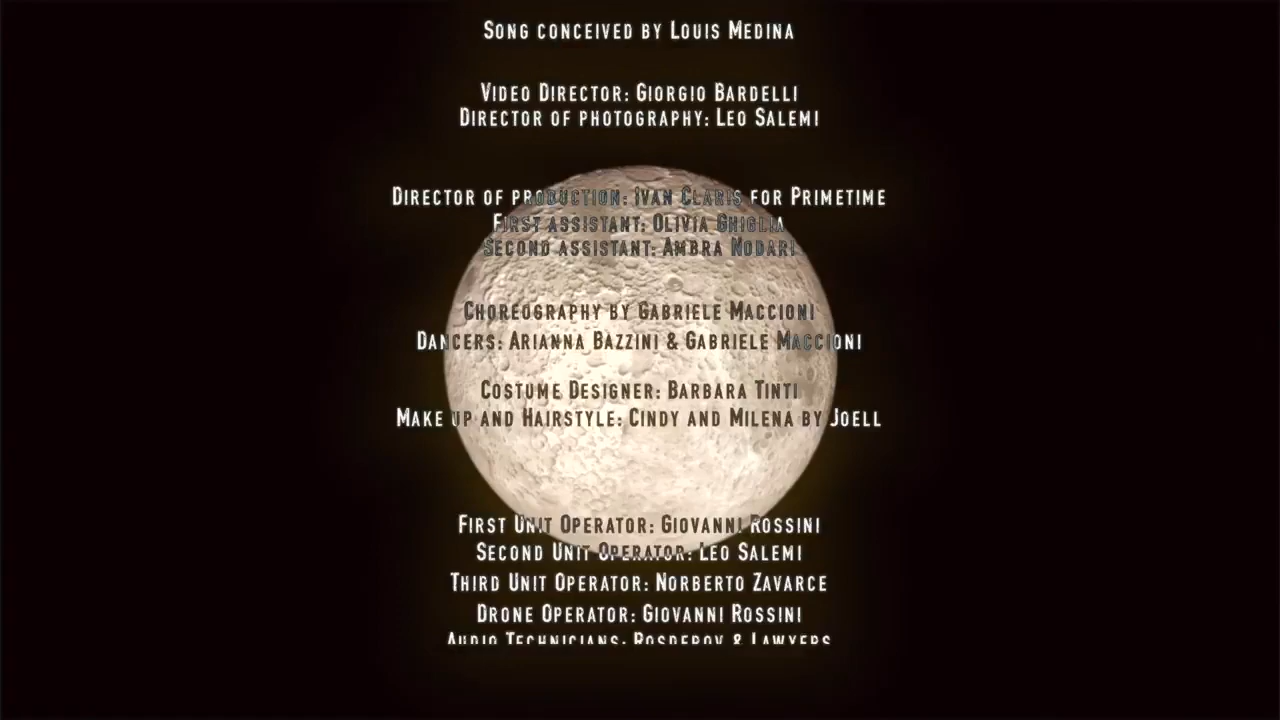 Song conceived by Louis Medina
Video Director: Giorgio Bardelli
Director of photography: Leo Salemi
Director of production: Ivan Claris for Primetime
First assistant: Olivia Ghiglia
Second assistant: Ambra Nodari
Choreography by Gabriele Maccioni
Dancers: Arianna Bazzini & Gabriele Maccioni
Costume Designer: Barbara Tinti
Make up and Hairstyle: Cindy and Milena by Joell
First Unit Operator: Giovanni Rossini
Second Unit Operator: Leo Salemi
Third Unit Operator: Norberto Zavarce
Drone Operator: Giovanni Rossini
Audio Technicians: & Lawyers